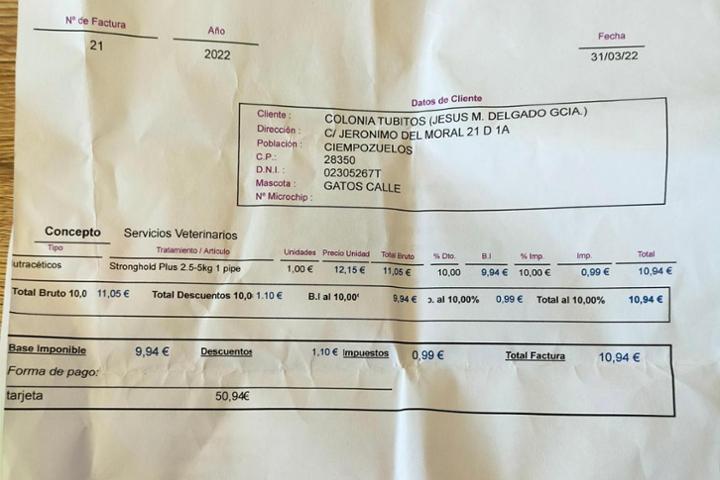 Nº de Factura Año Fecha
21 2022 31/03/22
Datos de Cliente
Cliente : COLONIA TUBITOS (JESUS M. DELGADO GCIA.)
Dirección : C/ JERONIMO DEL MORAL 21 D 1A
Población : CIEMPOZUELOS
C.P.: 28350
D.N.I. : 02305267T
Mascota : GATOS CALLE
Nº Microchip :
Concepto Servicios Veterinarios
Tipo Tratamiento / Artículo Unidades Precio Unidad Total Bruto % Dto. B.I % Imp. Imp. Total
utracéticos Stronghold Plus 2.5-5kg 1 pipe 1,00 € 12,15 € 11,05 € 10,00 9,94 € 10,00 € 0,99 € 10,94 €
Total Bruto 10,0 11,05 € Total Descuentos 10,0 1.10 € B.I al 10,00 9,94 € o. al 10,00% 0,99 € Total al 10,00% 10,94 €
Base Imponible 9,94 € Descuentos 1,10 € Impuestos 0,99 € Total Factura 10,94 €
Forma de pago:
tarjeta 50,94€